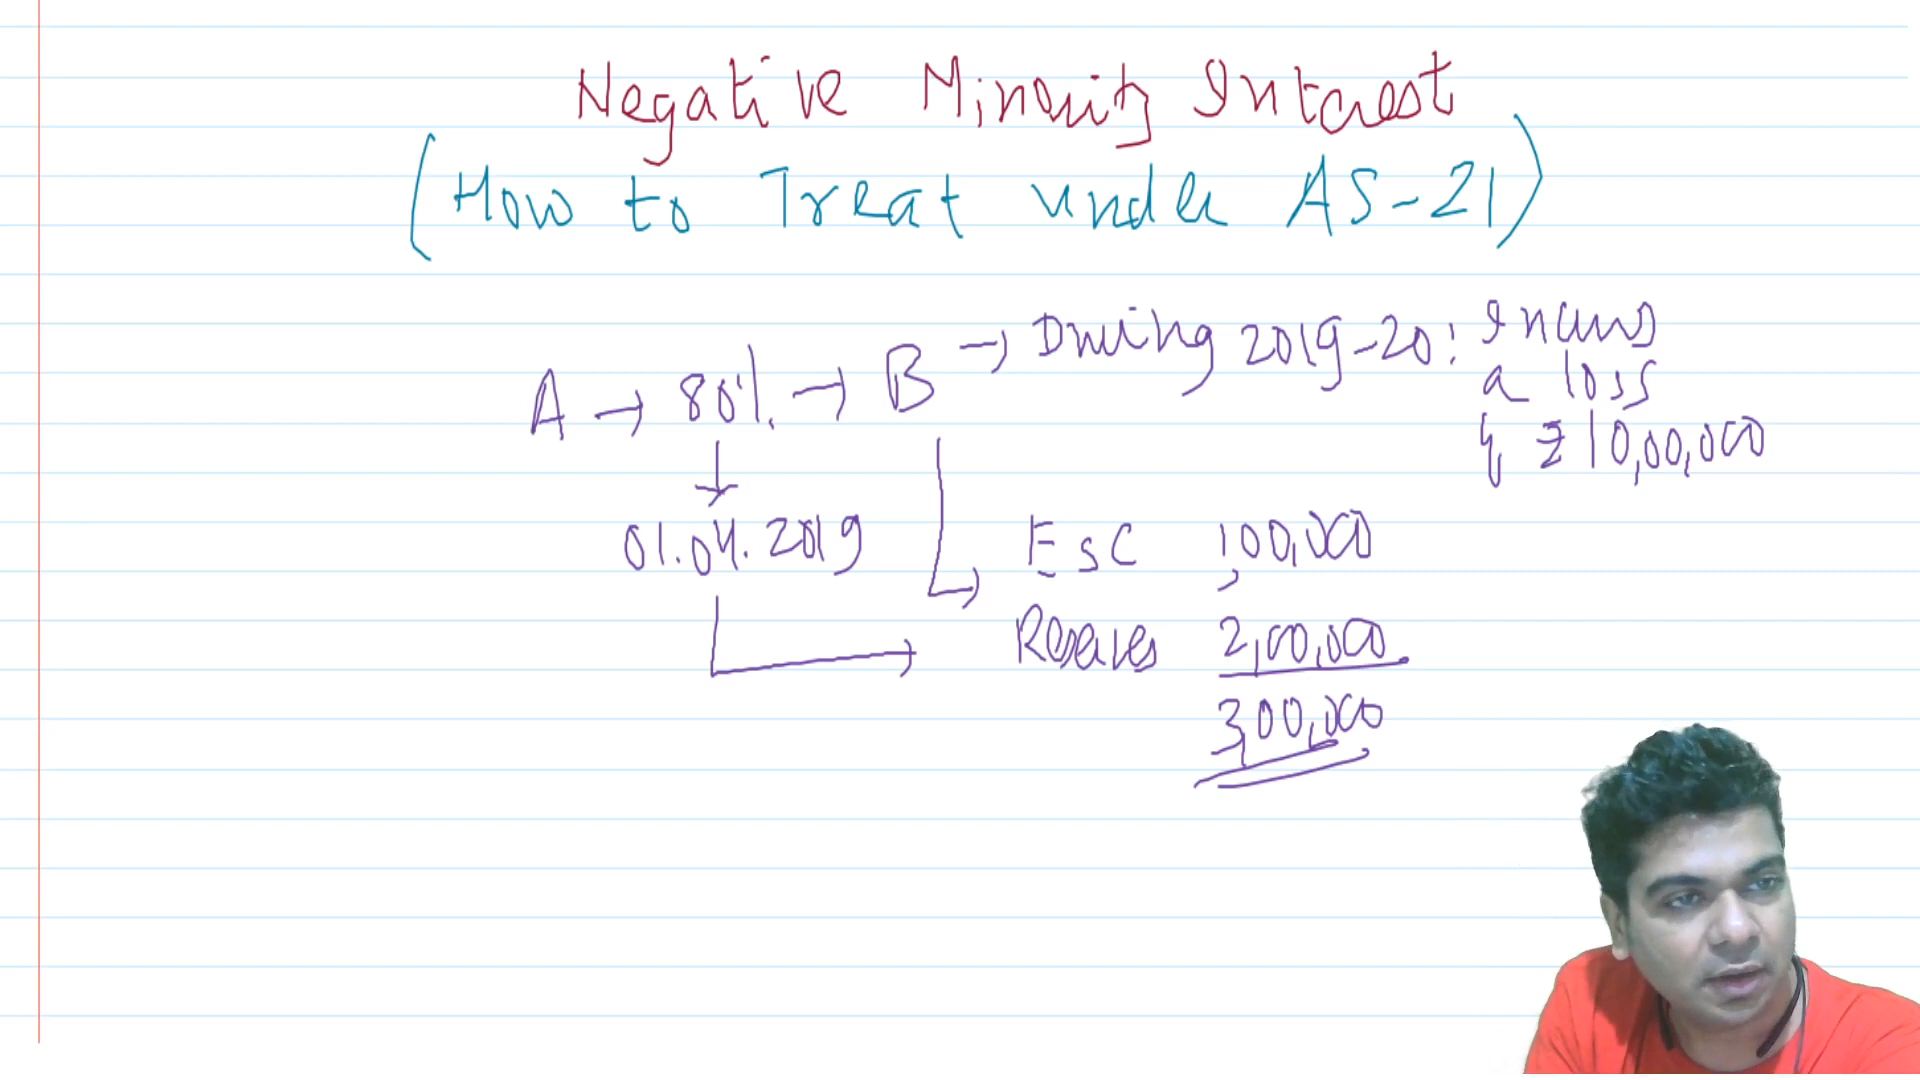 Negative Minority Interest
(How to Treat under AS-21)
A → 80% → B → During 2019-20: Incurs
a loss
of ₹ 10,00,000
01.04.2019
ESC 1,00,000
Reserves 2,00,000
3,00,000